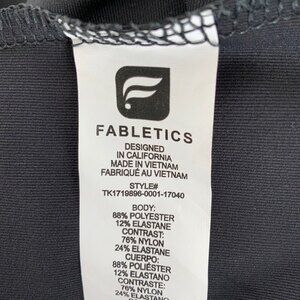 FABLETICS
DESIGNED
IN CALIFORNIA
MADE IN VIETNAM
FABRIQUÉ AU VIETNAM
STYLE#
TK1719896-0001-17040
BODY:
88% POLYESTER
12% ELASTANE
CONTRAST:
76% NYLON
24% ELASTANE
CUERPO:
88% POLIÉSTER
12% ELASTANO
CONTRASTE:
76% NYLON